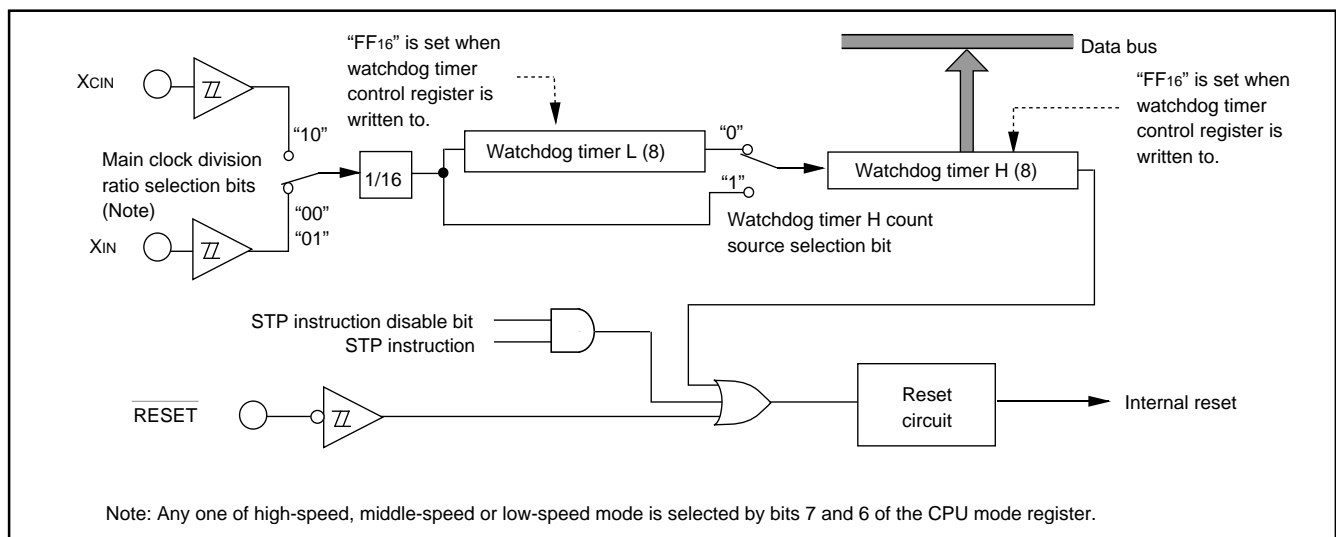 “FF16” is set when
watchdog timer
control register is
written to.
Data bus
“FF16” is set when
watchdog timer
control register is
written to.
XCIN
“10”
Main clock division
ratio selection bits
(Note)
“00”
“01”
XIN
1/16
Watchdog timer L (8)
“0”
“1”
Watchdog timer H count
source selection bit
Watchdog timer H (8)
STP instruction disable bit
STP instruction
RESET
Reset
circuit
Internal reset
Note: Any one of high-speed, middle-speed or low-speed mode is selected by bits 7 and 6 of the CPU mode register.